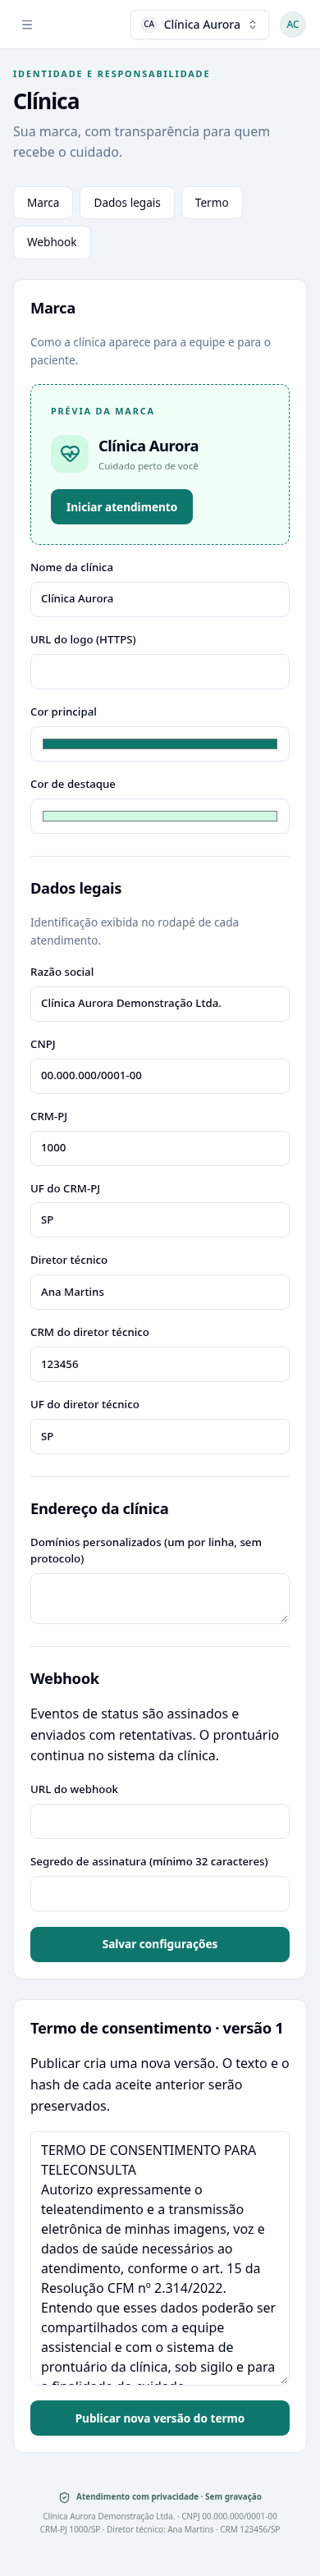 CA Clínica Aurora AC
IDENTIDADE E RESPONSABILIDADE
Clínica
Sua marca, com transparência para quem
recebe o cuidado.
Marca Dados legais Termo
Webhook
Marca
Como a clínica aparece para a equipe e para o
paciente.
PRÉVIA DA MARCA
Clínica Aurora
Cuidado perto de você
Iniciar atendimento
Nome da clínica
Clínica Aurora
URL do logo (HTTPS)
Cor principal
Cor de destaque
Dados legais
Identificação exibida no rodapé de cada
atendimento.
Razão social
Clínica Aurora Demonstração Ltda.
CNPJ
00.000.000/0001-00
CRM-PJ
1000
UF do CRM-PJ
SP
Diretor técnico
Ana Martins
CRM do diretor técnico
123456
UF do diretor técnico
SP
Endereço da clínica
Domínios personalizados (um por linha, sem
protocolo)
Webhook
Eventos de status são assinados e
enviados com retentativas. O prontuário
continua no sistema da clínica.
URL do webhook
Segredo de assinatura (mínimo 32 caracteres)
Salvar configurações
Termo de consentimento · versão 1
Publicar cria uma nova versão. O texto e o
hash de cada aceite anterior serão
preservados.
TERMO DE CONSENTIMENTO PARA
TELECONSULTA
Autorizo expressamente o
teleatendimento e a transmissão
eletrônica de minhas imagens, voz e
dados de saúde necessários ao
atendimento, conforme o art. 15 da
Resolução CFM nº 2.314/2022.
Entendo que esses dados poderão ser
compartilhados com a equipe
assistencial e com o sistema de
prontuário da clínica, sob sigilo e para
a finalidade do cuidado
Publicar nova versão do termo
Atendimento com privacidade · Sem gravação
Clínica Aurora Demonstração Ltda. · CNPJ 00.000.000/0001-00
CRM-PJ 1000/SP · Diretor técnico: Ana Martins · CRM 123456/SP